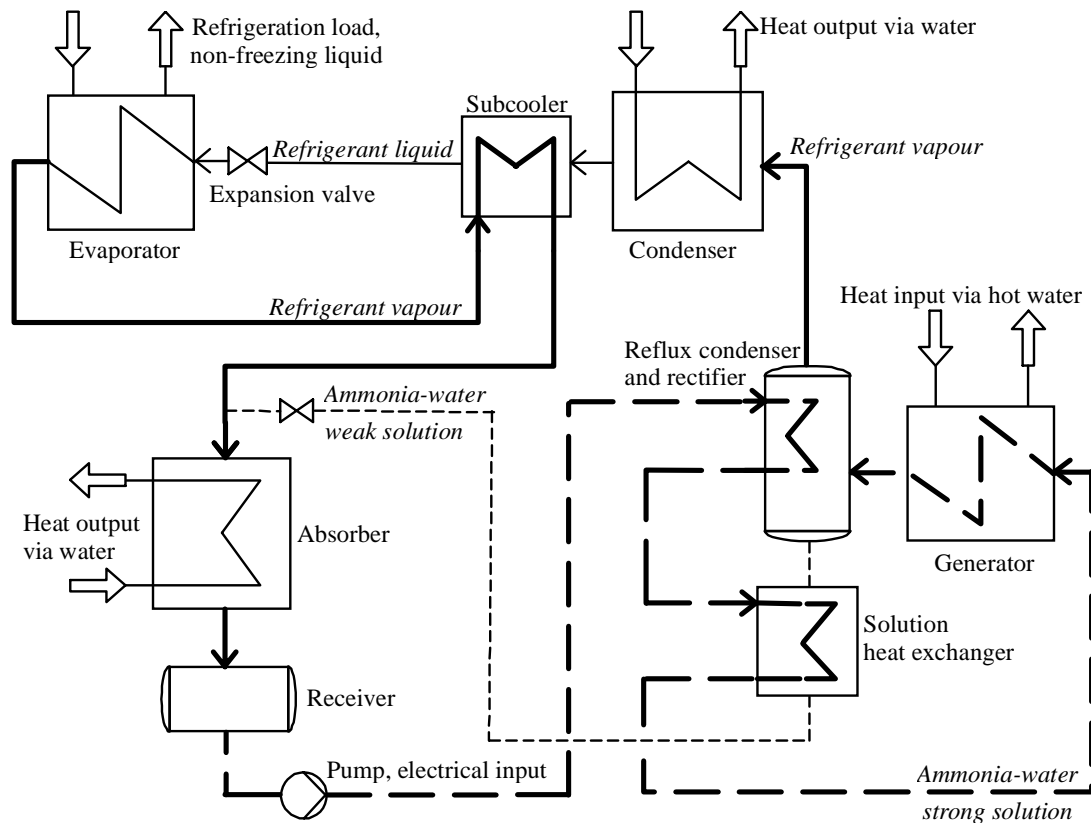 Refrigeration load,
non-freezing liquid
Heat output via water
Subcooler
Refrigerant liquid
Refrigerant vapour
Expansion valve
Evaporator
Condenser
Refrigerant vapour
Heat input via hot water
Reflux condenser
and rectifier
Ammonia-water
weak solution
Heat output
via water
Absorber
Generator
Solution
heat exchanger
Receiver
Pump, electrical input
Ammonia-water
strong solution